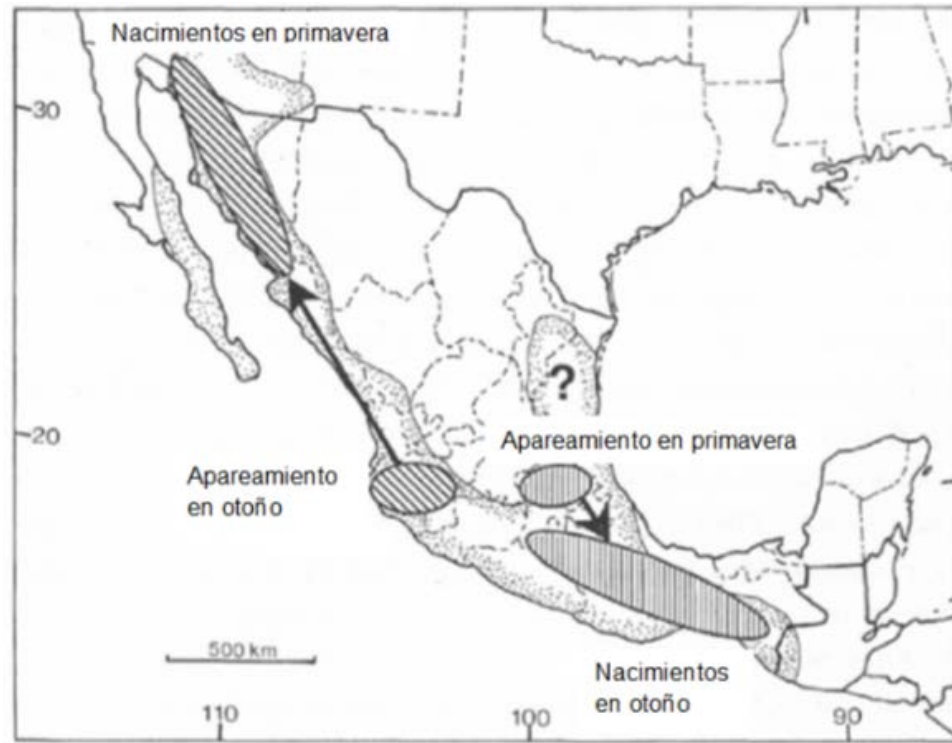 Nacimientos en primavera
30
?
20
Apareamiento en primavera
Apareamiento
en otoño
500 km
Nacimientos
en otoño
110
100
90